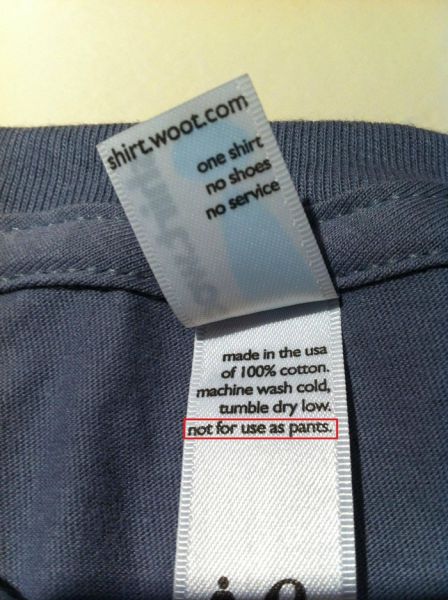 shirt.woot.com
one shirt
no shoes
no service
made in the usa
of 100% cotton.
machine wash cold,
tumble dry low.
not for use as pants.